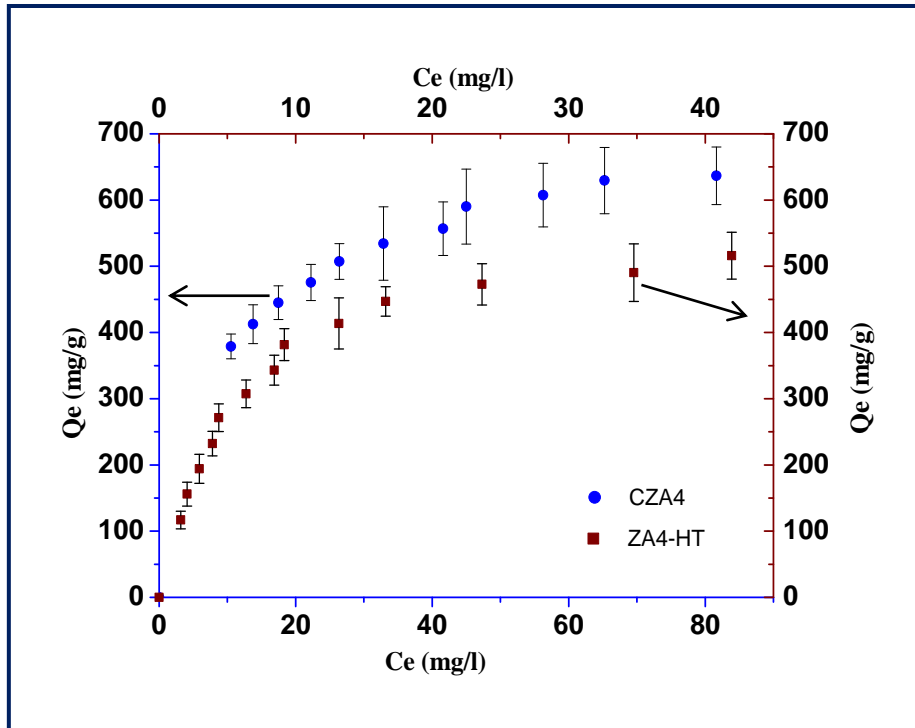 Ce (mg/l)
0 10 20 30 40
700 700
600 600
500 500
400 400
300 300
200 200
100 100
0 0
Qe (mg/g)
Qe (mg/g)
CZA4
ZA4-HT
0 20 40 60 80
Ce (mg/l)